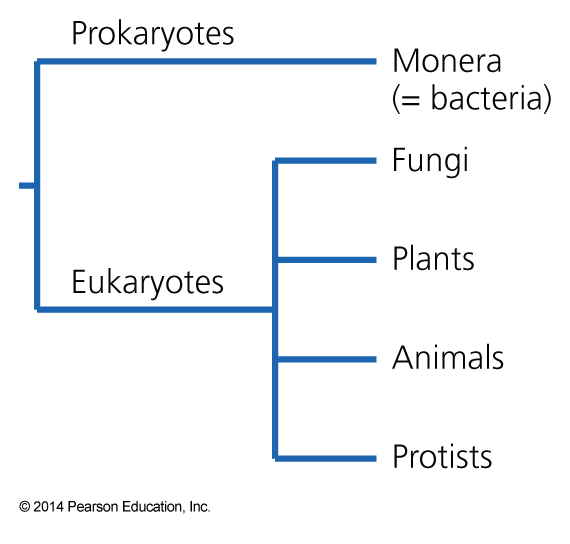 Prokaryotes
Monera
(= bacteria)
Fungi
Plants
Eukaryotes
Animals
Protists
© 2014 Pearson Education, Inc.